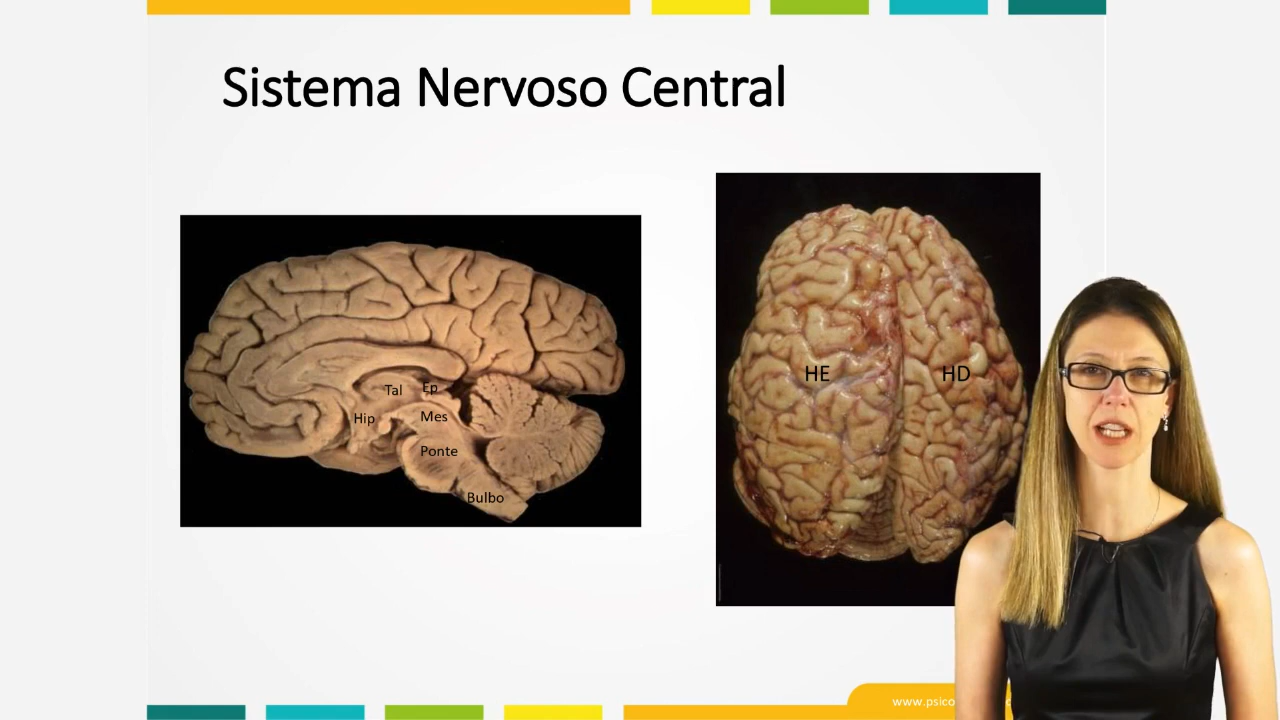 Sistema Nervoso Central
Tal
Ep
Hip
Mes
Ponte
Bulbo
HE
HD